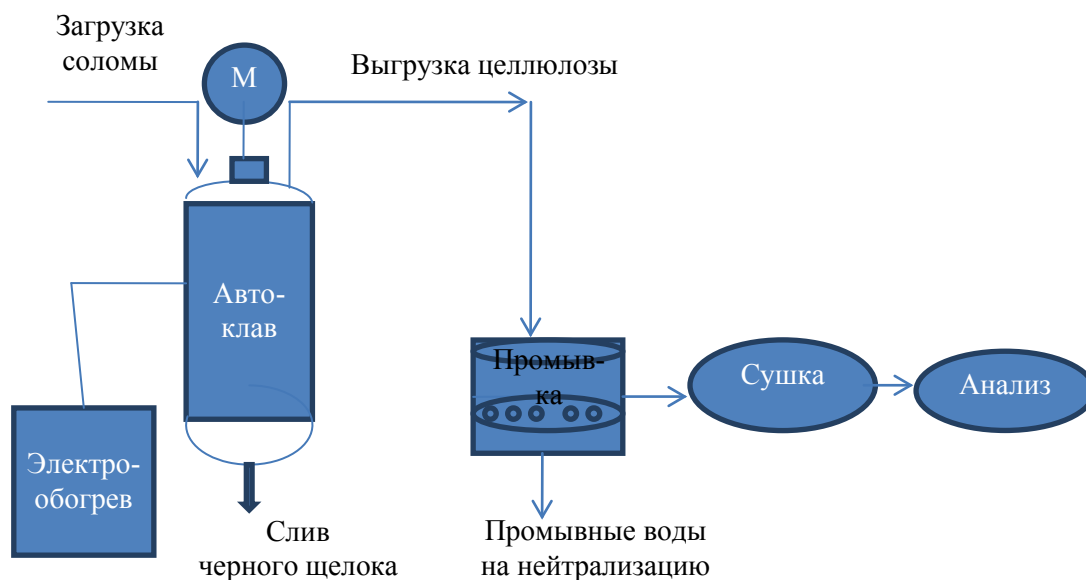 Загрузка
соломы
М
Выгрузка целлюлозы
Авто-
клав
Промыв-
ка
Сушка
Анализ
Электро-
обогрев
Слив
черного щелока
Промывные воды
на нейтрализацию